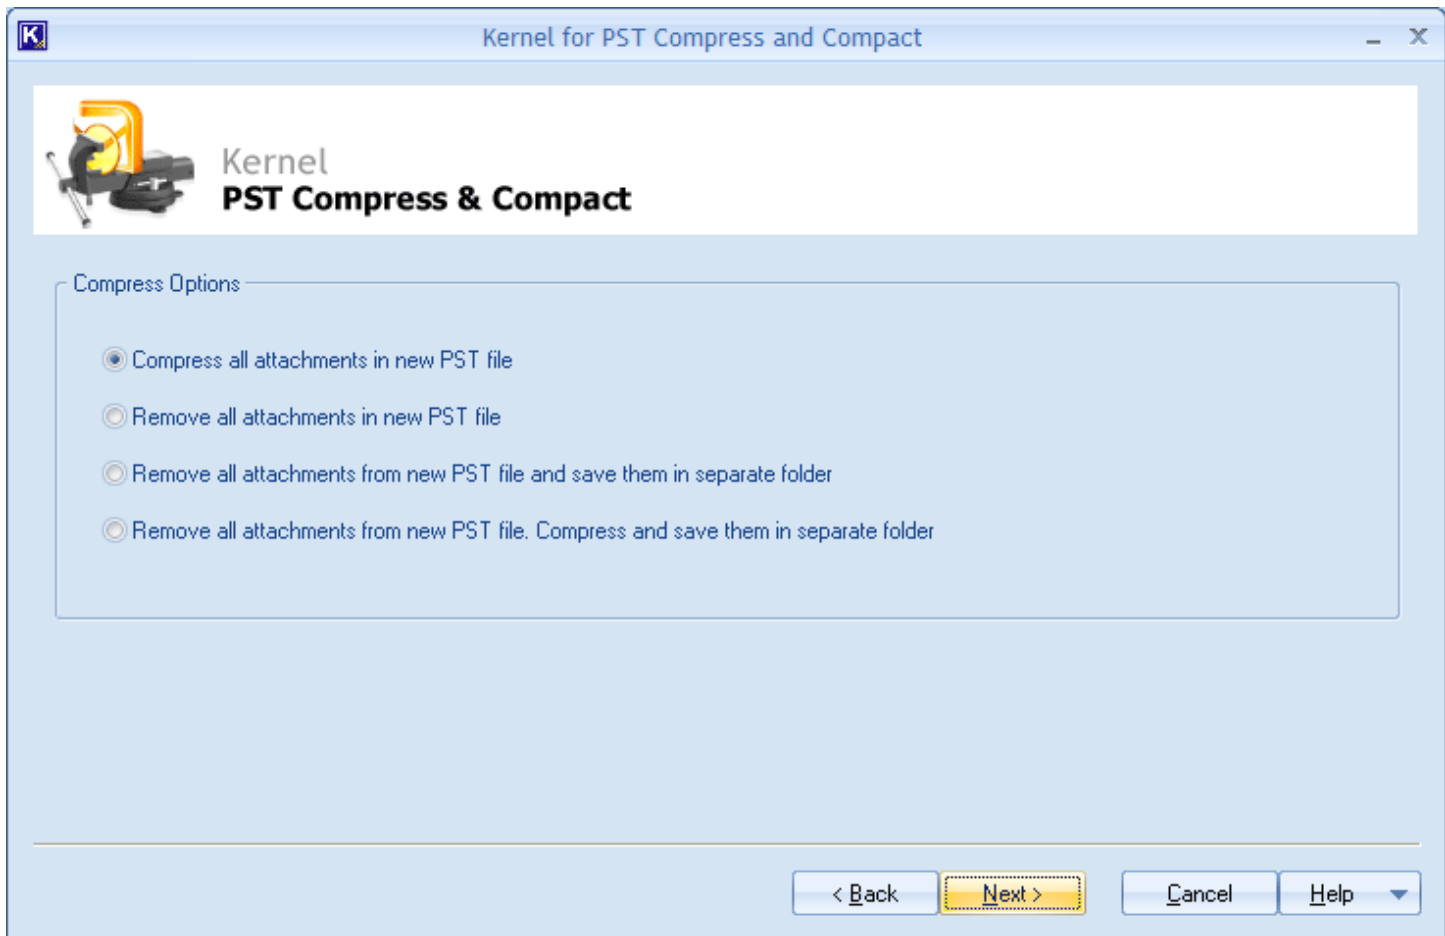 K
Kernel for PST Compress and Compact
Kernel
PST Compress & Compact
Compress Options
Compress all attachments in new PST file
Remove all attachments in new PST file
Remove all attachments from new PST file and save them in separate folder
Remove all attachments from new PST file. Compress and save them in separate folder
< Back Next > Cancel Help